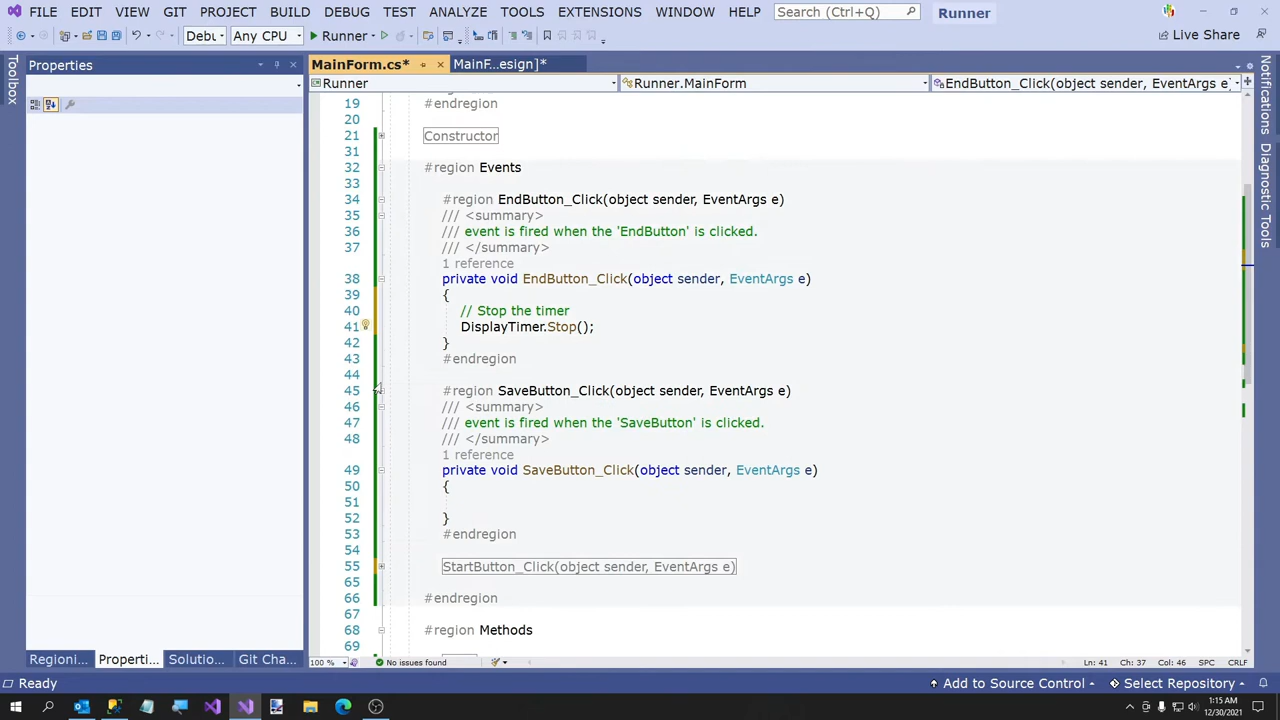 FILE EDIT VIEW GIT PROJECT BUILD DEBUG TEST ANALYZE TOOLS EXTENSIONS WINDOW HELP Search (Ctrl+Q) Runner
Debu Any CPU Runner Live Share
Toolbox
Properties
MainForm.cs* MainF...esign]*
Runner Runner.MainForm EndButton_Click(object sender, EventArgs e)
19 #endregion
20
21 Constructor
31
32 #region Events
33
34 #region EndButton_Click(object sender, EventArgs e)
35 /// <summary>
36 /// event is fired when the 'EndButton' is clicked.
37 /// </summary>
1 reference
38 private void EndButton_Click(object sender, EventArgs e)
39 {
40 // Stop the timer
41 DisplayTimer.Stop();
42 }
43 #endregion
44
45 #region SaveButton_Click(object sender, EventArgs e)
46 /// <summary>
47 /// event is fired when the 'SaveButton' is clicked.
48 /// </summary>
1 reference
49 private void SaveButton_Click(object sender, EventArgs e)
50 {
51
52 }
53 #endregion
54
55 StartButton_Click(object sender, EventArgs e)
65
66 #endregion
67
68 #region Methods
69
Notifications
Diagnostic Tools
Regioni... Properti... Solutio... Git Cha...
100 % No issues found Ln: 41 Ch: 37 Col: 46 SPC CRLF
Ready Add to Source Control Select Repository
1:15 AM
12/30/2021